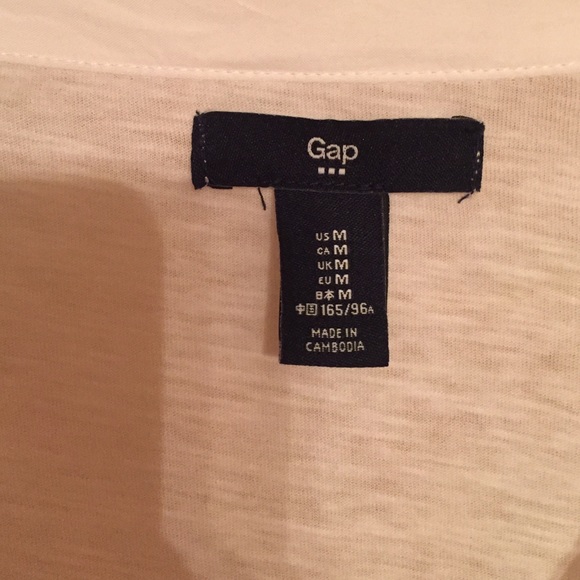 Gap
US M
CA M
UK M
EU M
日本 M
中国 165/96A
MADE IN
CAMBODIA